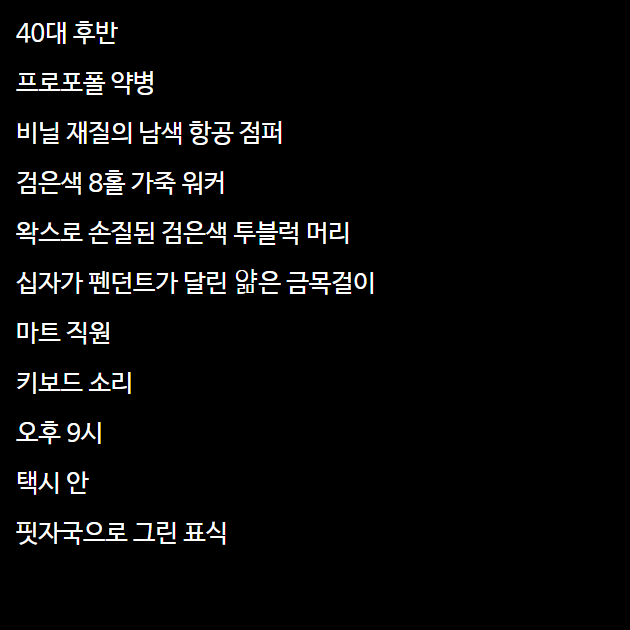 40대 후반
프로포폴 약병
비닐 재질의 남색 항공 점퍼
검은색 8홀 가죽 워커
왁스로 손질된 검은색 투블럭 머리
십자가 펜던트가 달린 얇은 금목걸이
마트 직원
키보드 소리
오후 9시
택시 안
핏자국으로 그린 표식